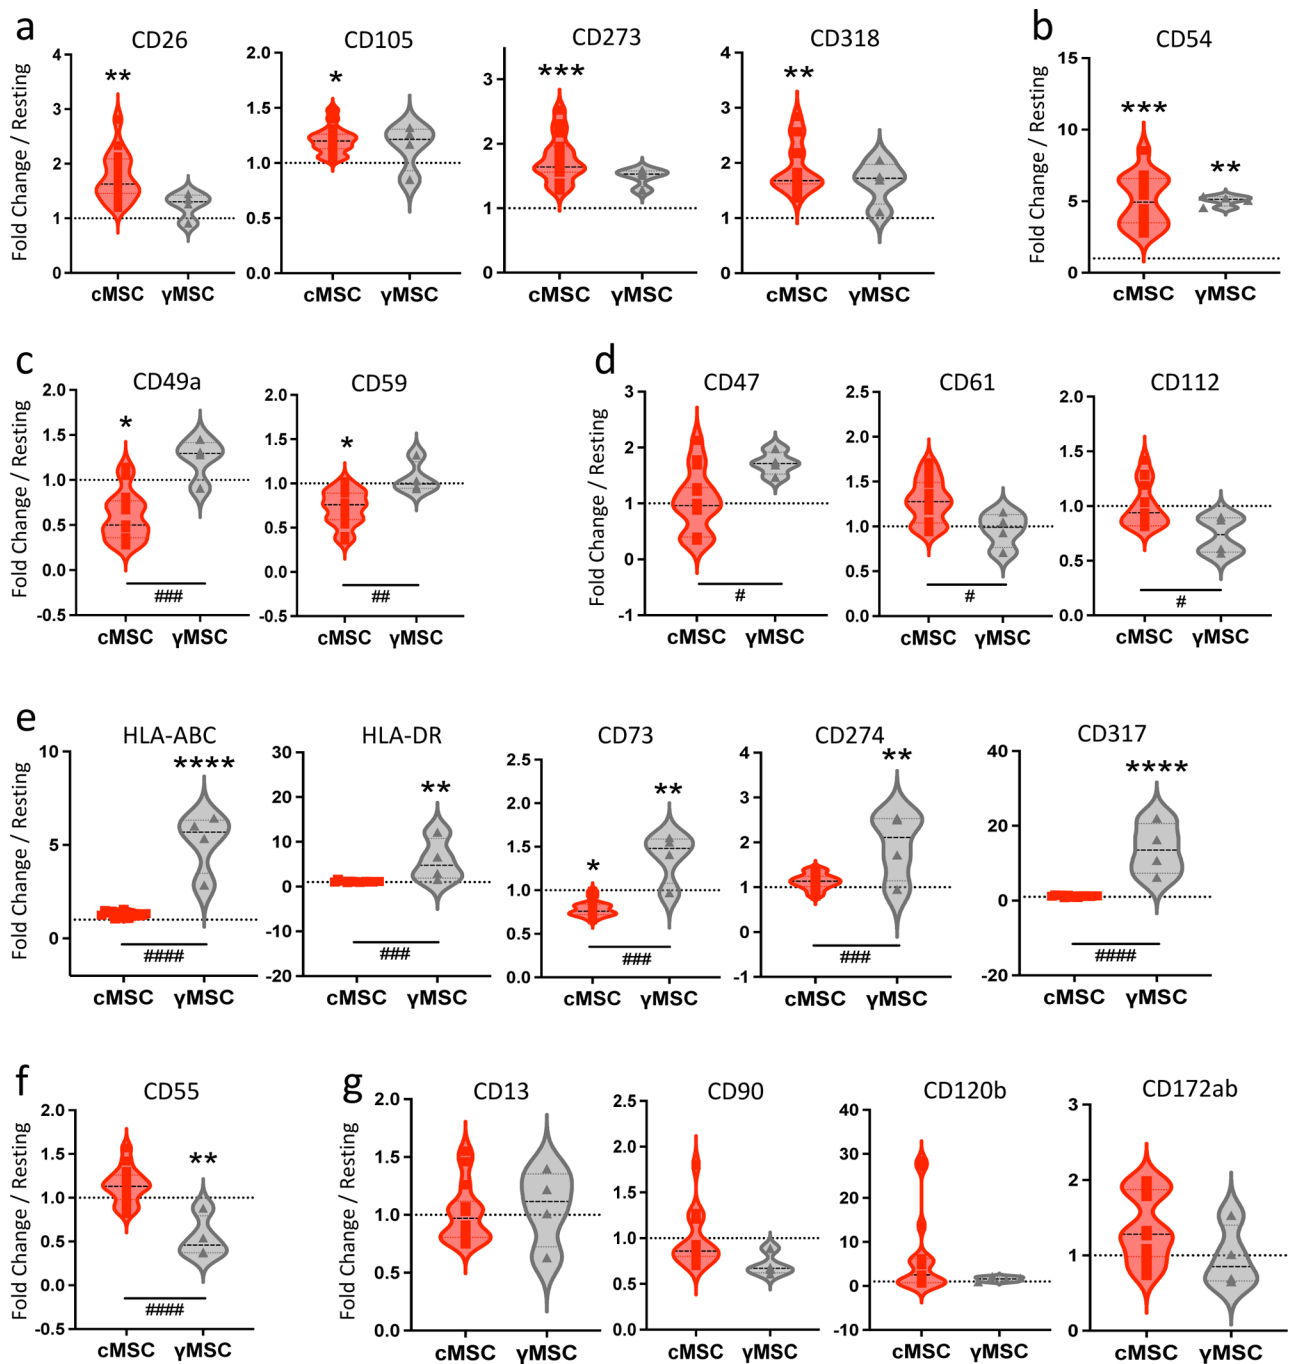 a
b
CD26
CD105
CD273
CD318
CD54
Fold Change / Resting
4
3
2
1
0
**
cMSC
γMSC
2.0
1.5
1.0
0.5
0.0
*
cMSC
γMSC
3
2
1
0
***
cMSC
γMSC
4
3
2
1
0
**
cMSC
γMSC
Fold Change / Resting
15
10
5
0
***
**
cMSC
γMSC
c
d
CD49a
CD59
CD47
CD61
CD112
Fold Change / Resting
2.0
1.5
1.0
0.5
0.0
-0.5
*
###
cMSC
γMSC
2.0
1.5
1.0
0.5
0.0
-0.5
*
##
cMSC
γMSC
Fold Change / Resting
3
2
1
0
-1
#
cMSC
γMSC
2.5
2.0
1.5
1.0
0.5
0.0
#
cMSC
γMSC
2.0
1.5
1.0
0.5
0.0
#
cMSC
γMSC
e
HLA-ABC
HLA-DR
CD73
CD274
CD317
Fold Change / Resting
10
5
0
****
####
cMSC
γMSC
30
20
10
0
-10
-20
**
###
cMSC
γMSC
2.5
2.0
1.5
1.0
0.5
0.0
*
**
###
cMSC
γMSC
4
3
2
1
0
-1
**
###
cMSC
γMSC
40
20
0
-20
****
####
cMSC
γMSC
f
g
CD55
CD13
CD90
CD120b
CD172ab
Fold Change / Resting
2.0
1.5
1.0
0.5
0.0
-0.5
**
####
cMSC
γMSC
Fold Change / Resting
2.0
1.5
1.0
0.5
0.0
cMSC
γMSC
2.5
2.0
1.5
1.0
0.5
0.0
cMSC
γMSC
40
30
20
10
0
-10
cMSC
γMSC
3
2
1
0
cMSC
γMSC